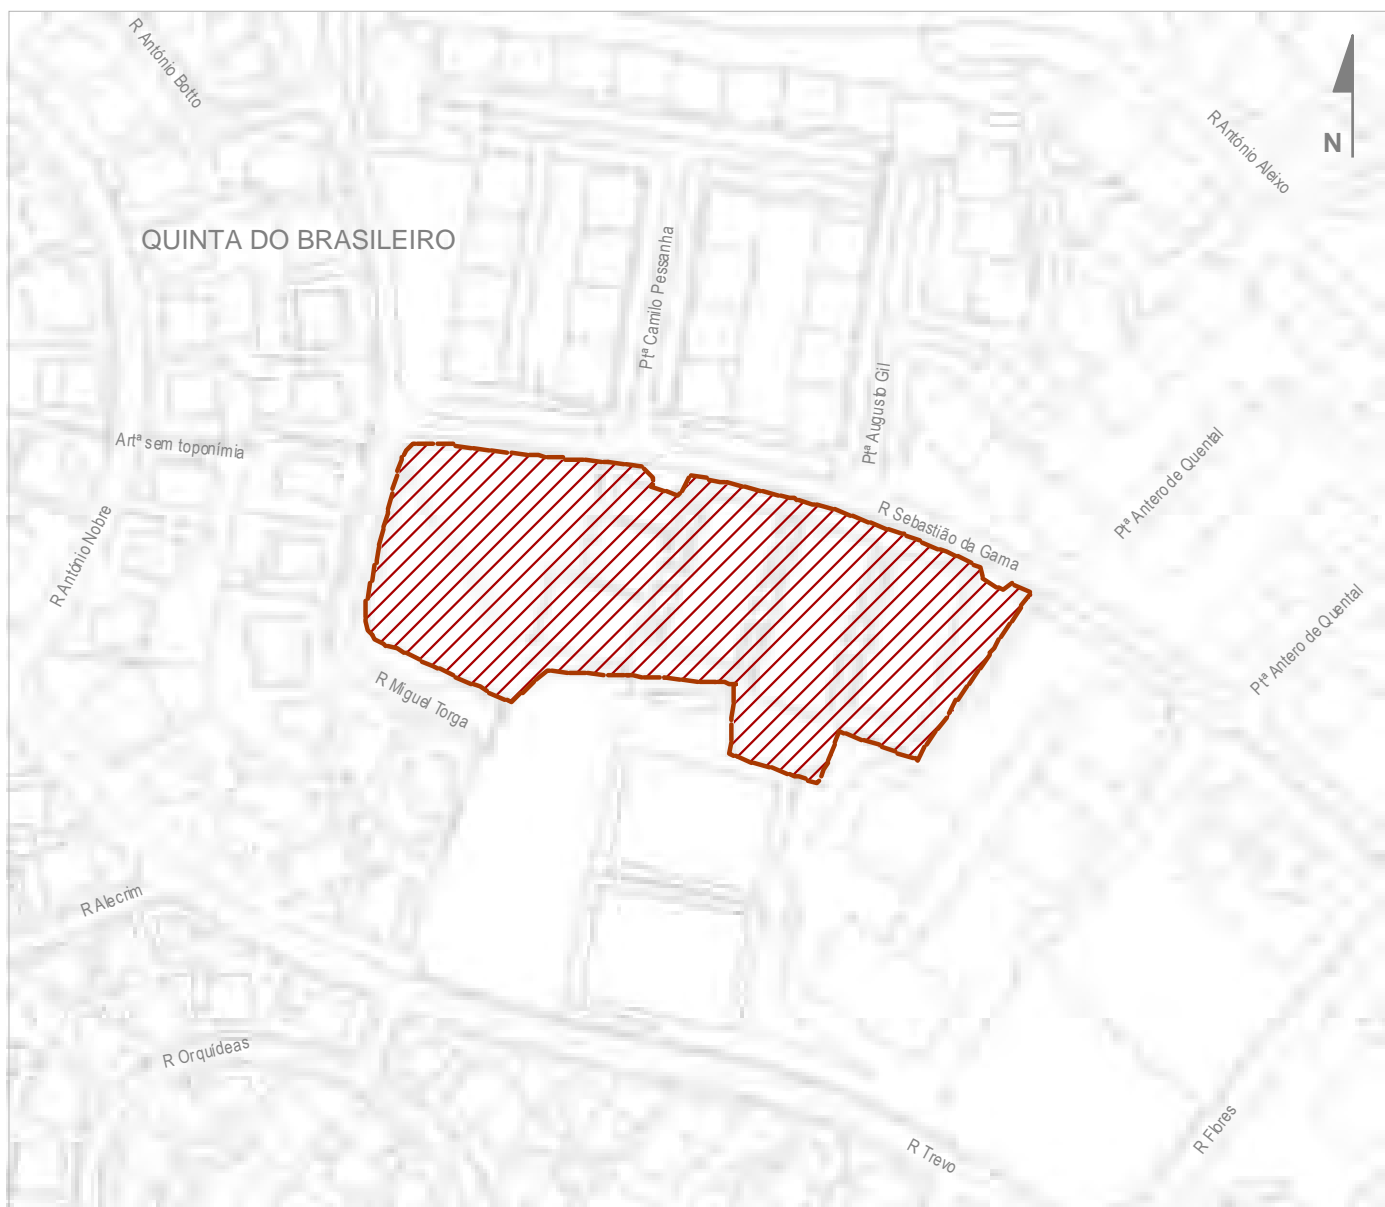 R António Botto
R António Aleixo
N
QUINTA DO BRASILEIRO
Ptª Camilo Pessanha
Ptª Augusto Gil
Artª sem toponímia
Ptª Antero de Quental
R Sebastião da Gama
R António Nobre
Ptª Antero de Quental
R Miguel Torga
R Alecrim
R Orquideas
R Flores
R Trevo